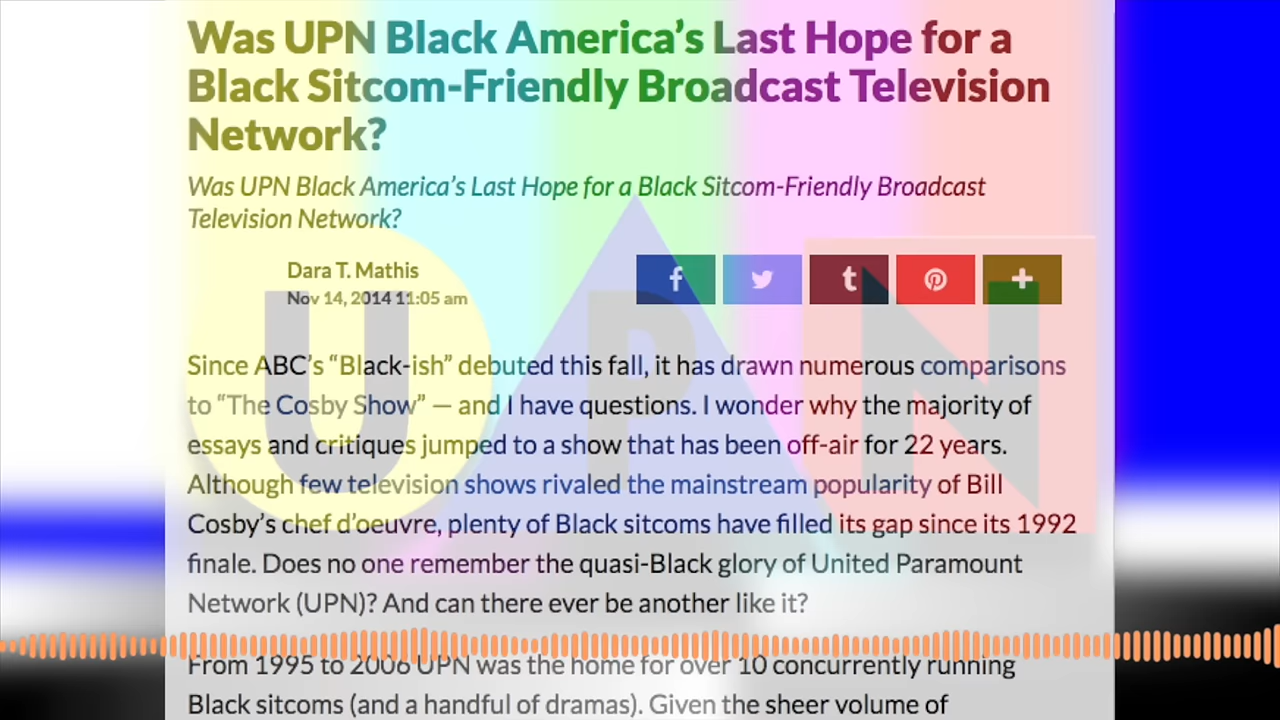 Was UPN Black America’s Last Hope for a
Black Sitcom-Friendly Broadcast Television
Network?
Was UPN Black America’s Last Hope for a Black Sitcom-Friendly Broadcast
Television Network?
Dara T. Mathis
Nov 14, 2014 11:05 am
f t +
Since ABC’s “Black-ish” debuted this fall, it has drawn numerous comparisons
to “The Cosby Show” — and I have questions. I wonder why the majority of
essays and critiques jumped to a show that has been off-air for 22 years.
Although few television shows rivaled the mainstream popularity of Bill
Cosby’s chef d’oeuvre, plenty of Black sitcoms have filled its gap since its 1992
finale. Does no one remember the quasi-Black glory of United Paramount
Network (UPN)? And can there ever be another like it?
From 1995 to 2006 UPN was the home for over 10 concurrently running
Black sitcoms (and a handful of dramas). Given the sheer volume of
UPN